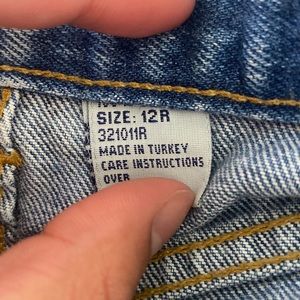 SIZE: 12R
321011R
MADE IN TURKEY
CARE INSTRUCTIONS
OVER